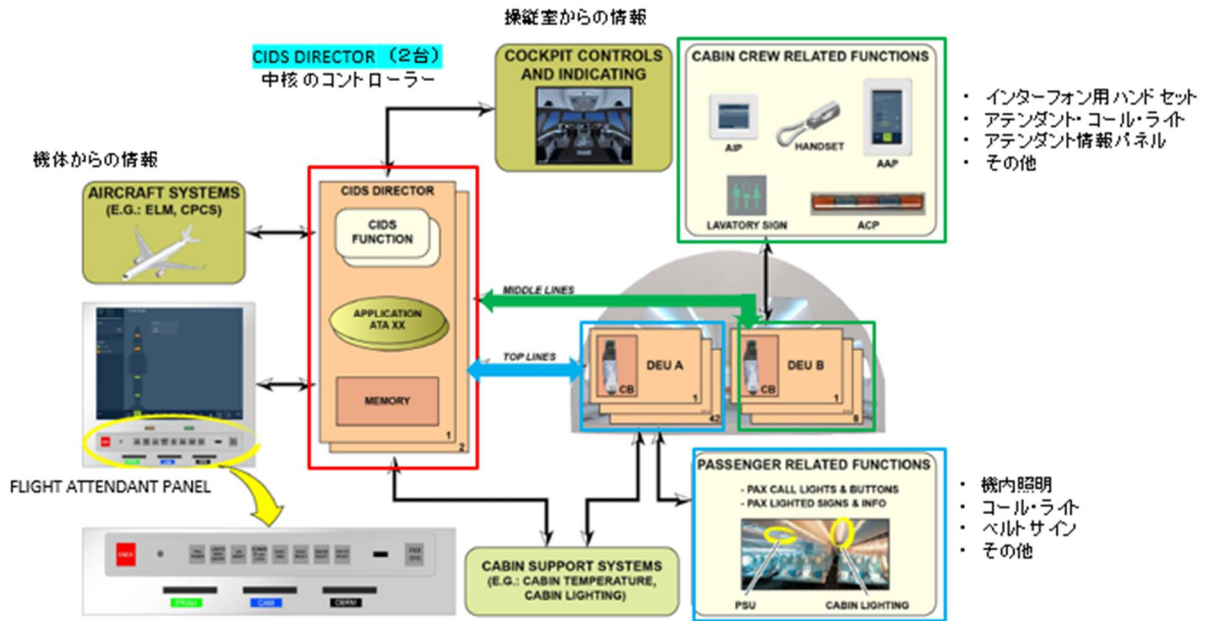 操縦室からの情報
CIDS DIRECTOR （２台）
中核のコントローラー
COCKPIT CONTROLS
AND INDICATING
CABIN CREW RELATED FUNCTIONS
AIP
HANDSET
AAP
LAVATORY SIGN
ACP
・ インターフォン用ハンドセット
・ アテンダント・コール・ライト
・ アテンダント情報パネル
・ その他
機体からの情報
AIRCRAFT SYSTEMS
(E.G.: ELM, CPCS)
CIDS DIRECTOR
CIDS
FUNCTION
APPLICATION
ATA XX
MEMORY
1
2
MIDDLE LINES
TOP LINES
DEU A
CB
1
42
DEU B
CB
1
8
FLIGHT ATTENDANT PANEL
PRAM
CAM
OBRM
CABIN SUPPORT SYSTEMS
(E.G.: CABIN TEMPERATURE,
CABIN LIGHTING)
PASSENGER RELATED FUNCTIONS
- PAX CALL LIGHTS & BUTTONS
- PAX LIGHTED SIGNS & INFO
PSU
CABIN LIGHTING
・ 機内照明
・ コール・ライト
・ ベルトサイン
・ その他